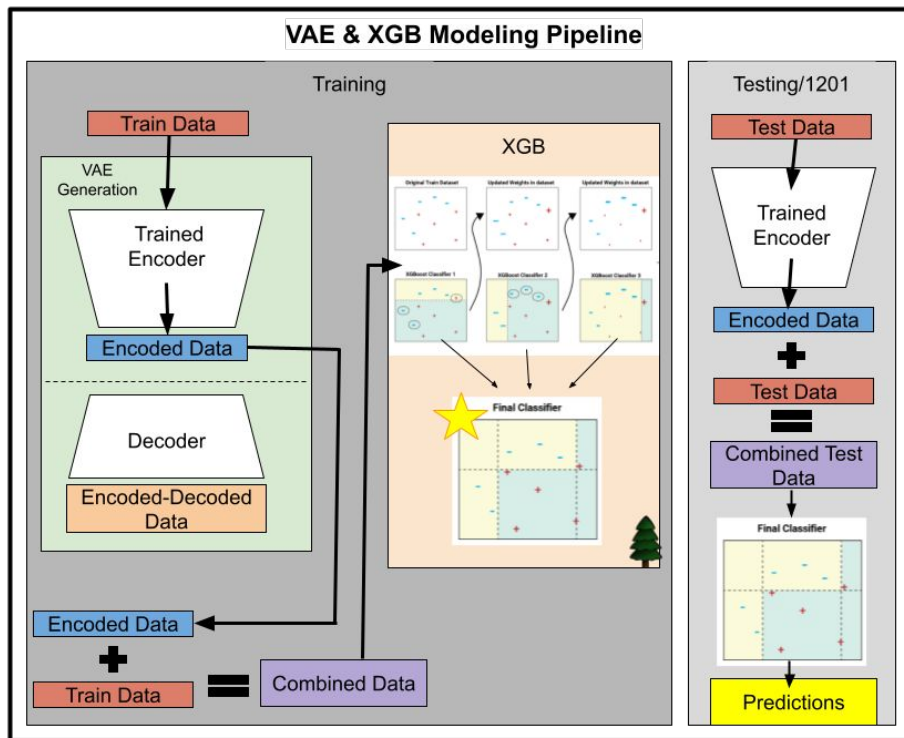 VAE & XGB Modeling Pipeline
Training
Train Data
VAE
Generation
Trained
Encoder
Encoded Data
Decoder
Encoded-Decoded
Data
Encoded Data
+
Train Data
=
Combined Data
XGB
Original Train Dataset
Updated Weights in dataset
Updated Weights in dataset
XGBoost Classifier 1
XGBoost Classifier 2
XGBoost Classifier 3
Final Classifier
Testing/1201
Test Data
Trained
Encoder
Encoded Data
+
Test Data
=
Combined Test
Data
Final Classifier
Predictions